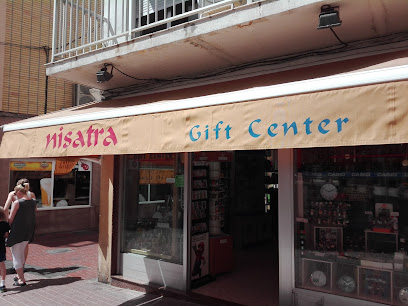 nisatra Gift Center